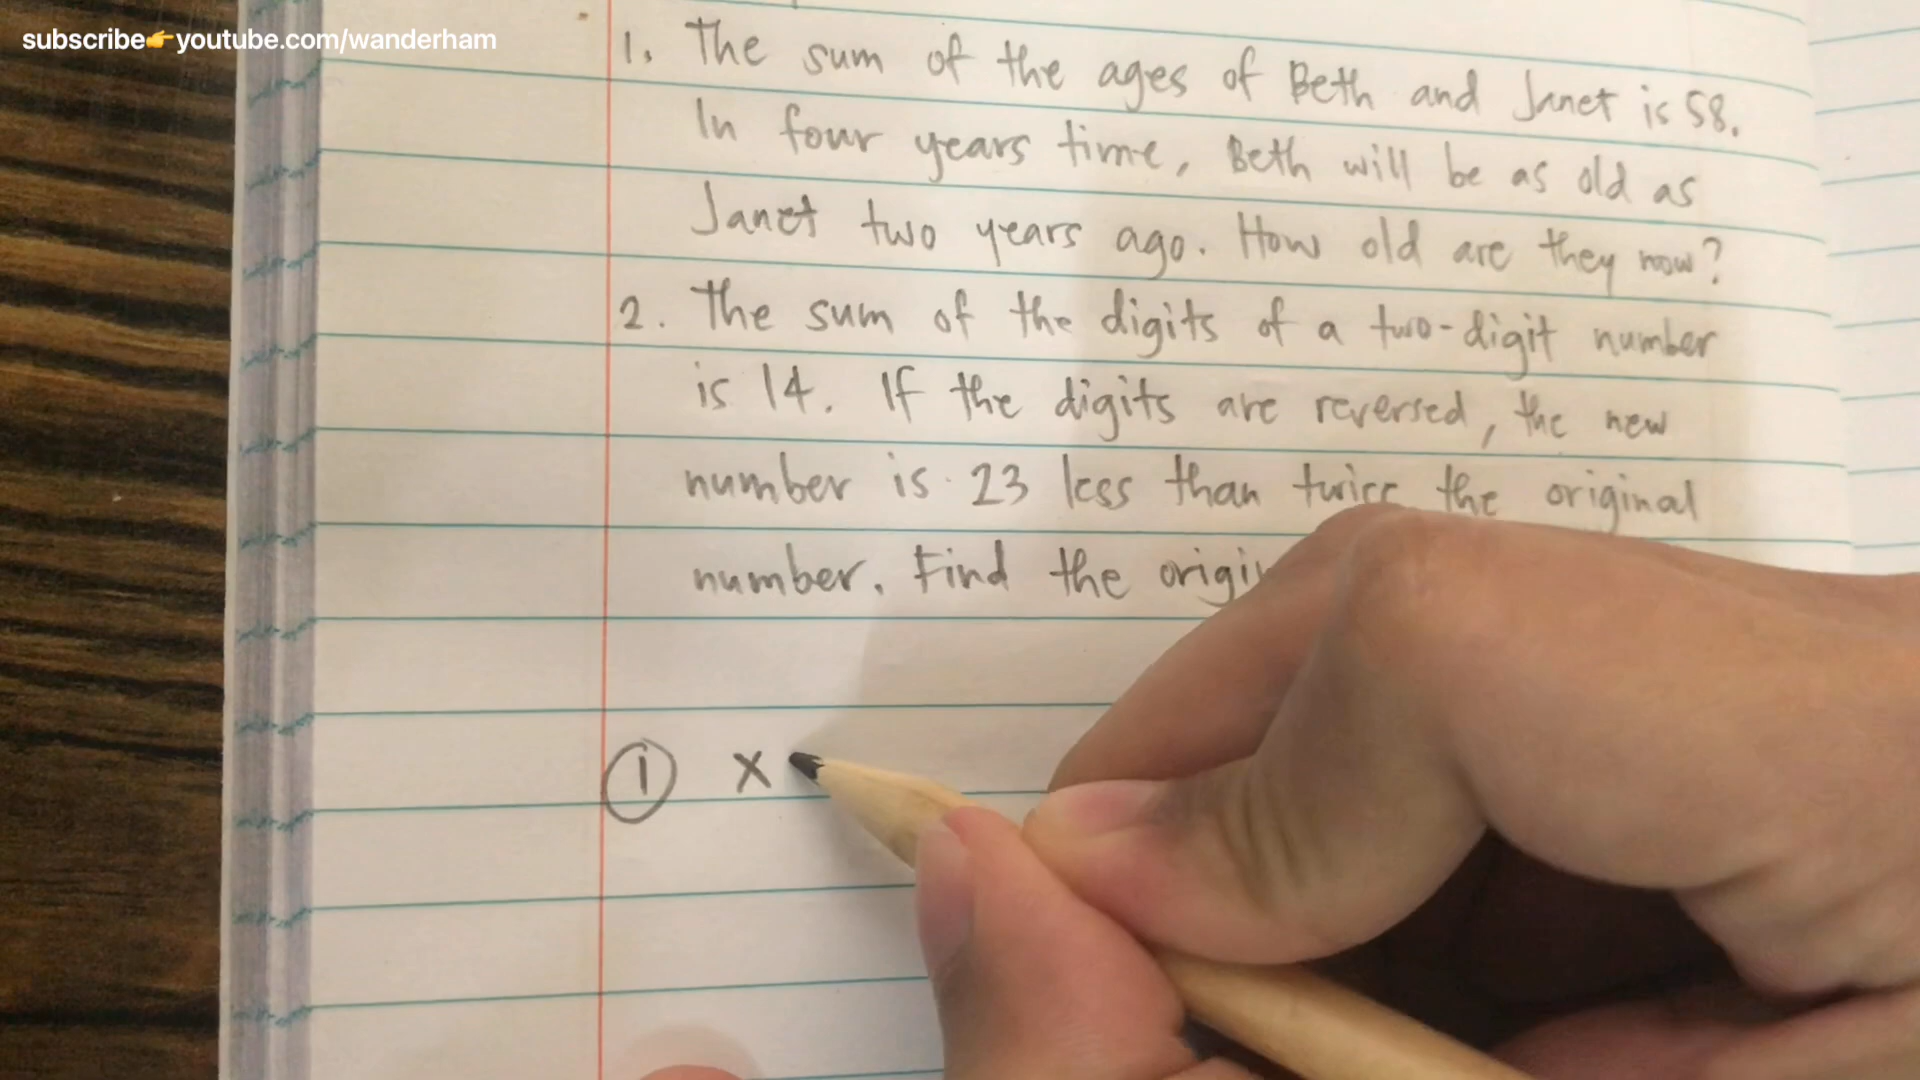 subscribe👉youtube.com/wanderham
1. The sum of the ages of Beth and Janet is 58.
In four years time, Beth will be as old as
Janet two years ago. How old are they now?
2. The sum of the digits of a two-digit number
is 14. If the digits are reversed, the new
number is 23 less than twice the original
number. Find the
① x